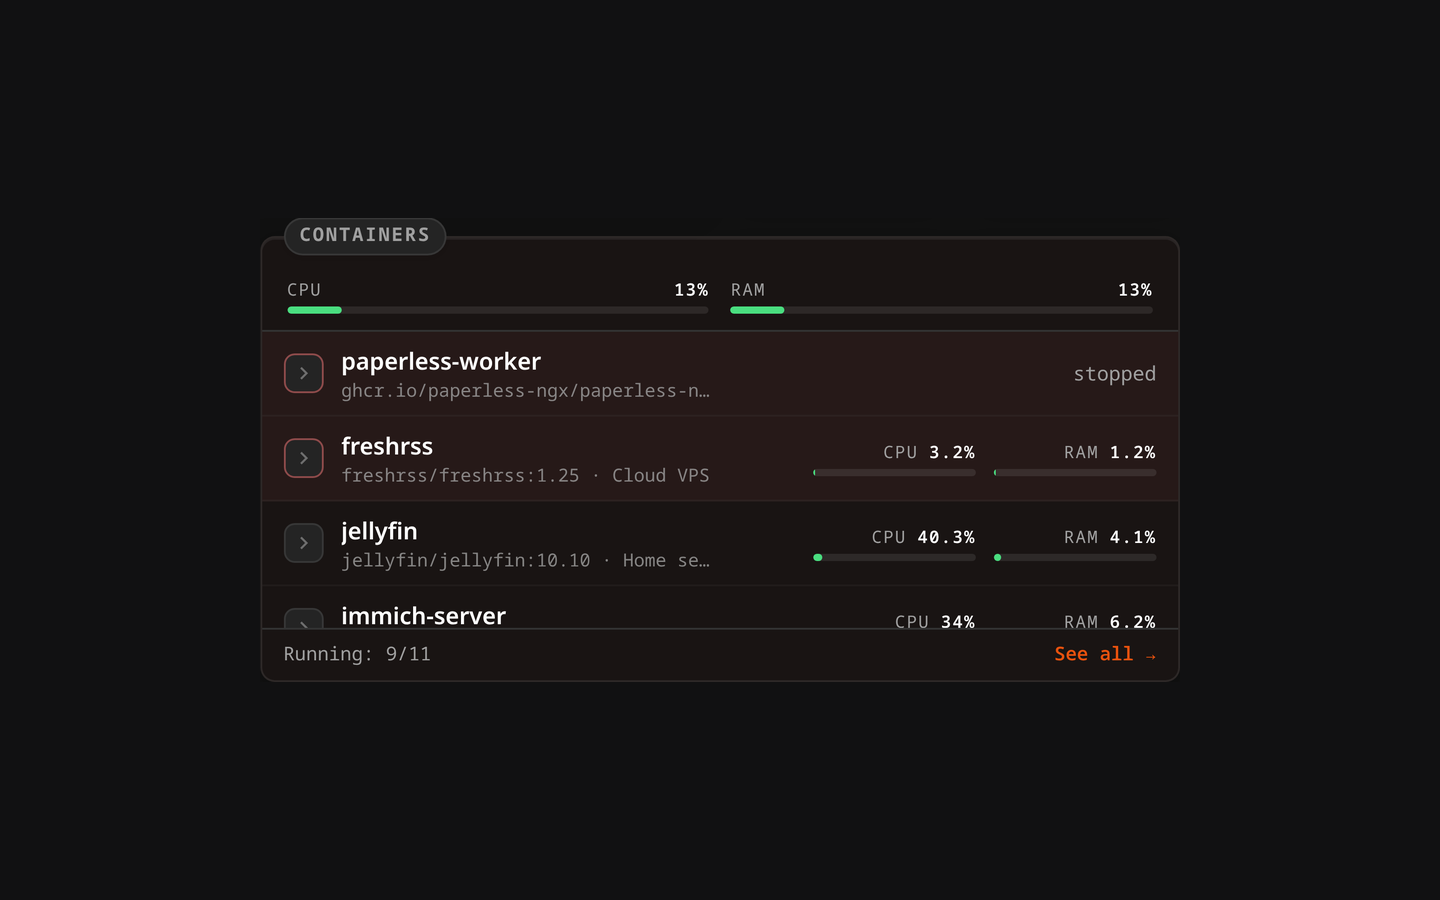 CONTAINERS
CPU 13% RAM 13%
paperless-worker
ghcr.io/paperless-ngx/paperless-n…
stopped
freshrss
freshrss/freshrss:1.25 · Cloud VPS
CPU 3.2% RAM 1.2%
jellyfin
jellyfin/jellyfin:10.10 · Home se…
CPU 40.3% RAM 4.1%
immich-server
CPU 34% RAM 6.2%
Running: 9/11
See all →